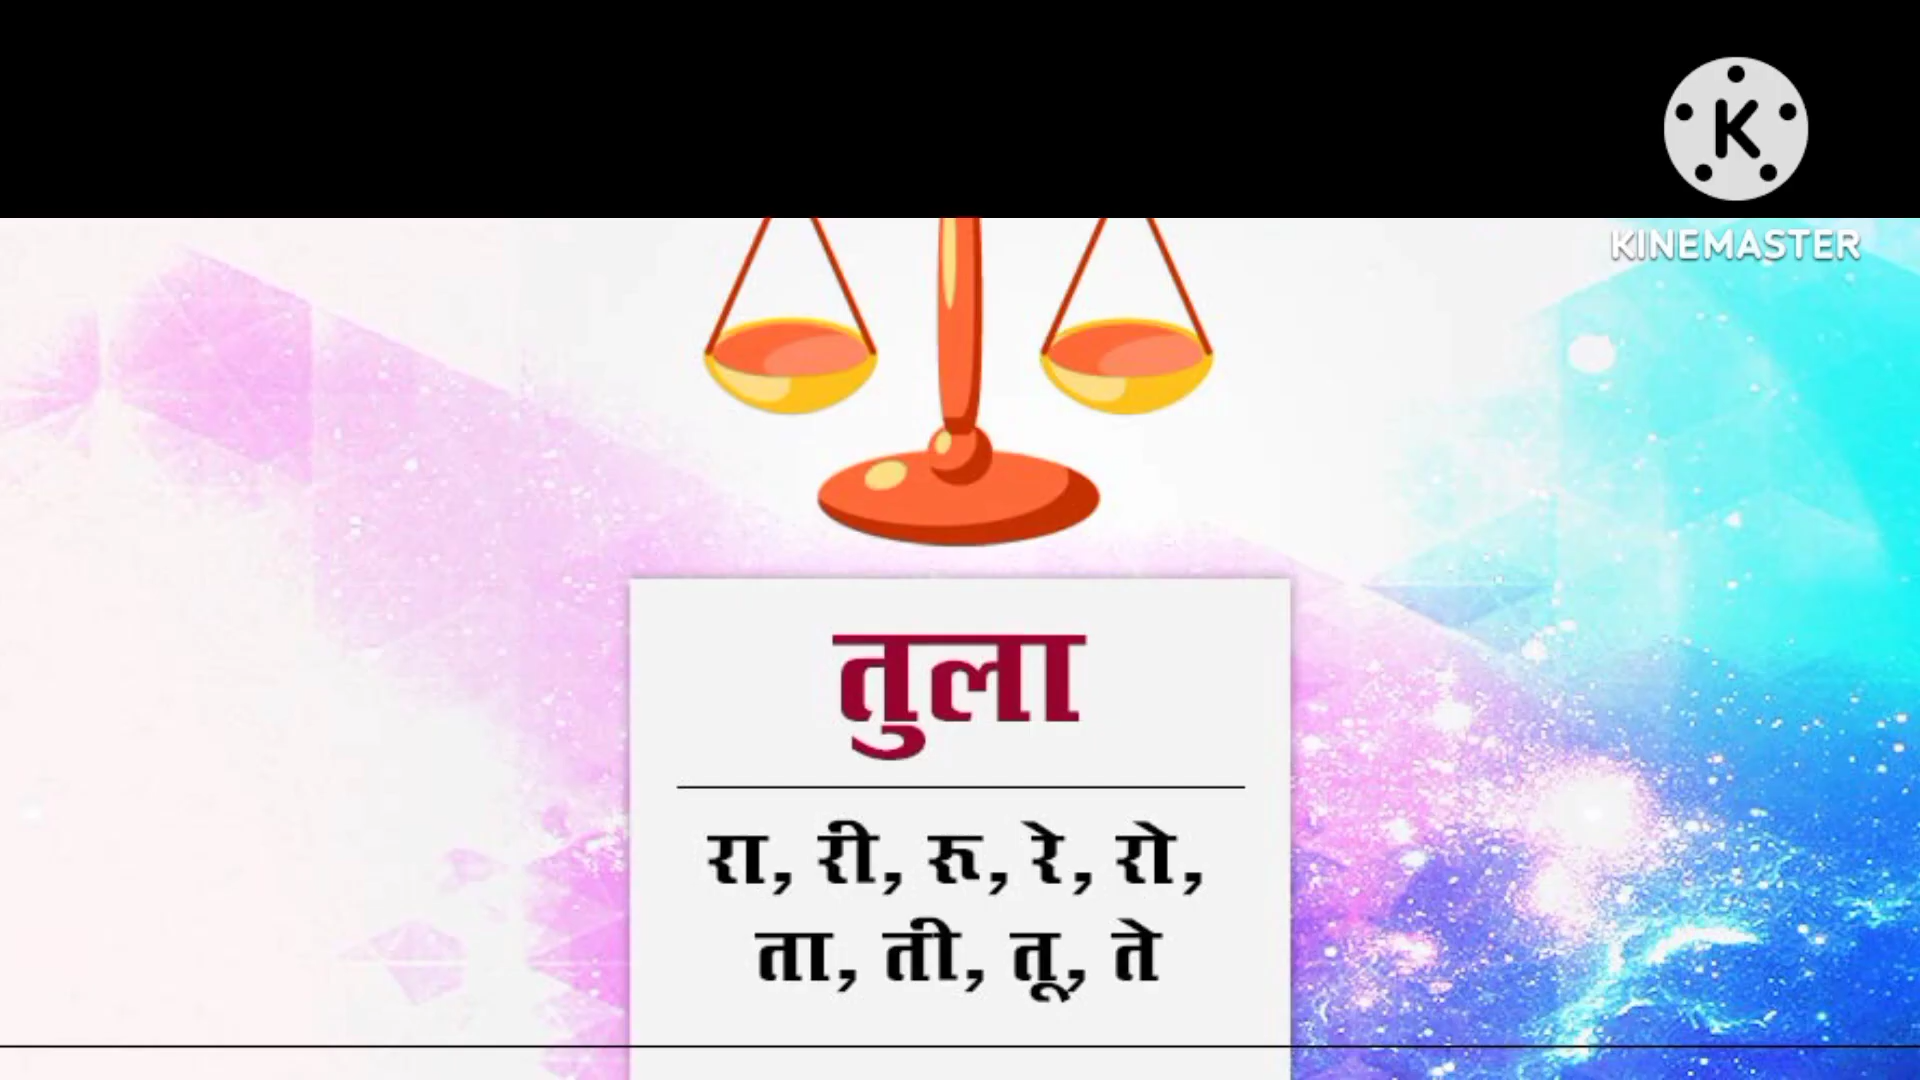 K
KINEMASTER
तुला
रा, री, रू, रे, रो,
ता, ती, तू, ते